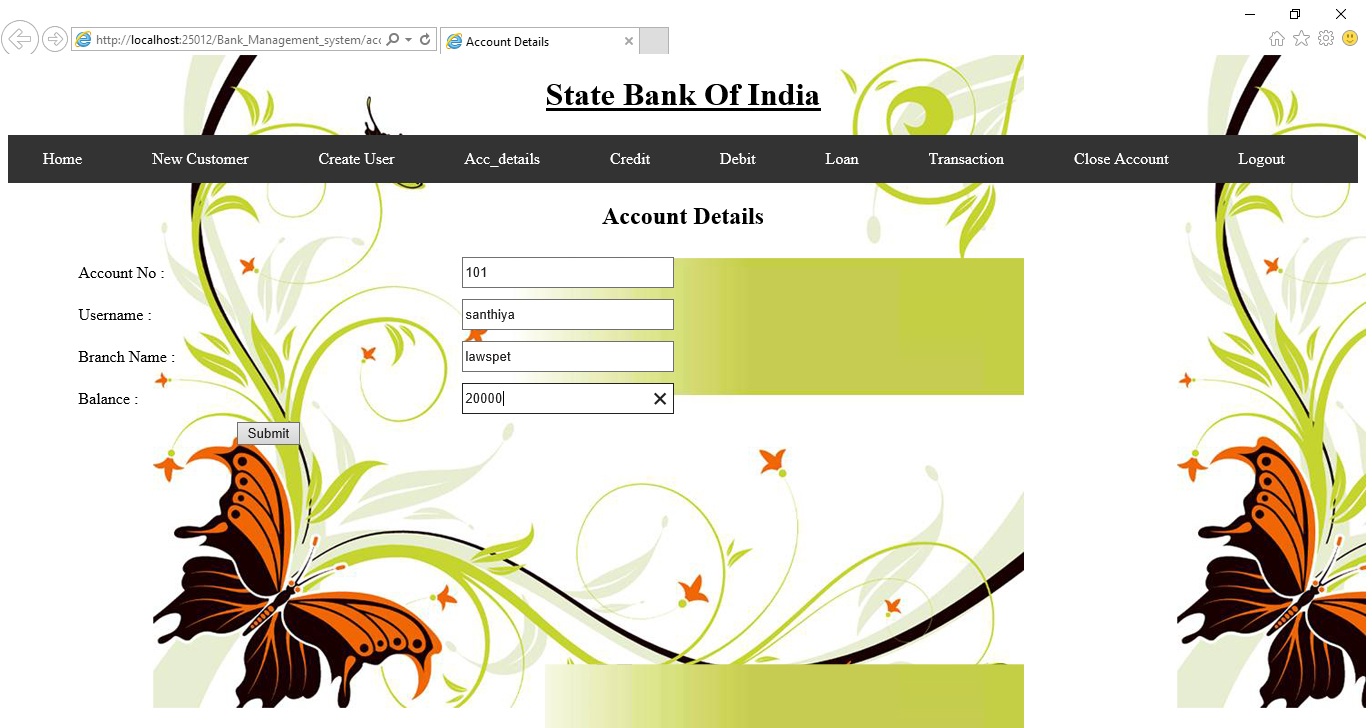 http://localhost:25012/Bank_Management_system/acc Account Details
State Bank Of India
Home New Customer Create User Acc_details Credit Debit Loan Transaction Close Account Logout
Account Details
Account No : 101
Username : santhiya
Branch Name : lawspet
Balance : 20000
Submit